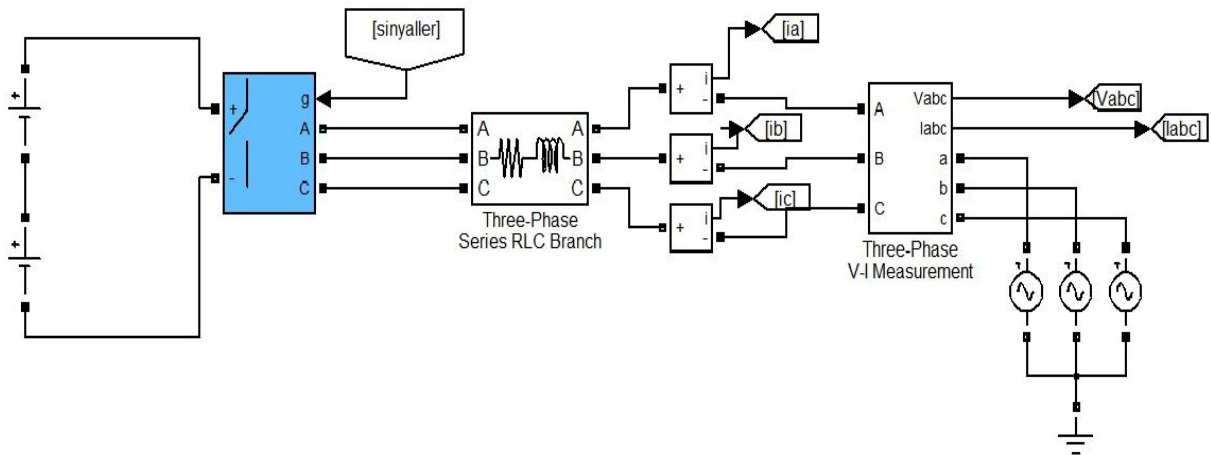 [sinyaller]
g
+
A
B
-
C
A
B
C
A
B
C
Three-Phase
Series RLC Branch
+
i
-
[ia]
+
i
-
[ib]
+
i
-
[ic]
A
B
C
Vabc
Iabc
a
b
c
Three-Phase
V-I Measurement
[Vabc]
[Iabc]
+
+